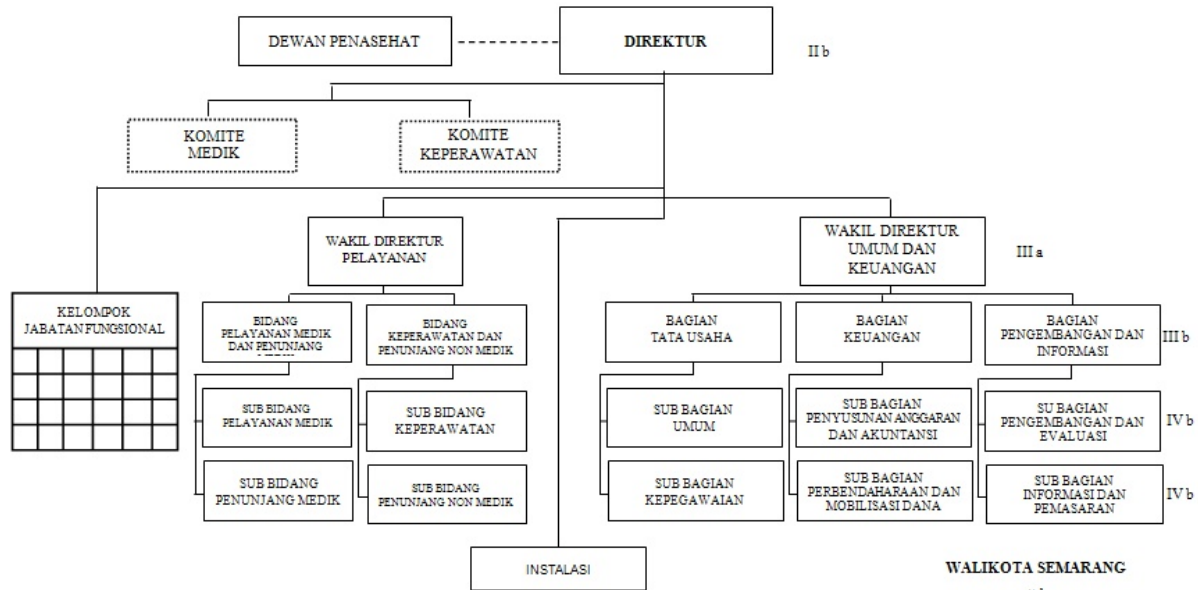 DEWAN PENASEHAT
DIREKTUR
II b
KOMITE
MEDIK
KOMITE
KEPERAWATAN
WAKIL DIREKTUR
PELAYANAN
WAKIL DIREKTUR
UMUM DAN
KEUANGAN
III a
KELOMPOK
JABATAN FUNGSIONAL
BIDANG
PELAYANAN MEDIK
DAN PENUNJANG
BIDANG
KEPERAWATAN DAN
PENUNJANG NON MEDIK
BAGIAN
TATA USAHA
BAGIAN
KEUANGAN
BAGIAN
PENGEMBANGAN DAN
INFORMASI
III b
SUB BIDANG
PELAYANAN MEDIK
SUB BIDANG
KEPERAWATAN
SUB BAGIAN
UMUM
SUB BAGIAN
PENYUSUNAN ANGGARAN
DAN AKUNTANSI
SU BAGIAN
PENGEMBANGAN DAN
EVALUASI
IV b
SUB BIDANG
PENUNJANG MEDIK
SUB BIDANG
PENUNJANG NON MEDIK
SUB BAGIAN
KEPEGAWAIAN
SUB BAGIAN
PERBENDAHARAAN DAN
MOBILISASI DANA
SUB BAGIAN
INFORMASI DAN
PEMASARAN
IV b
INSTALASI
WALIKOTA SEMARANG